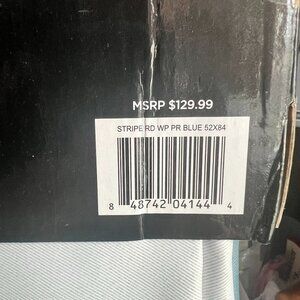 MSRP $129.99
STRIPE RD WP PR BLUE 52X84
8 48742 04144 4